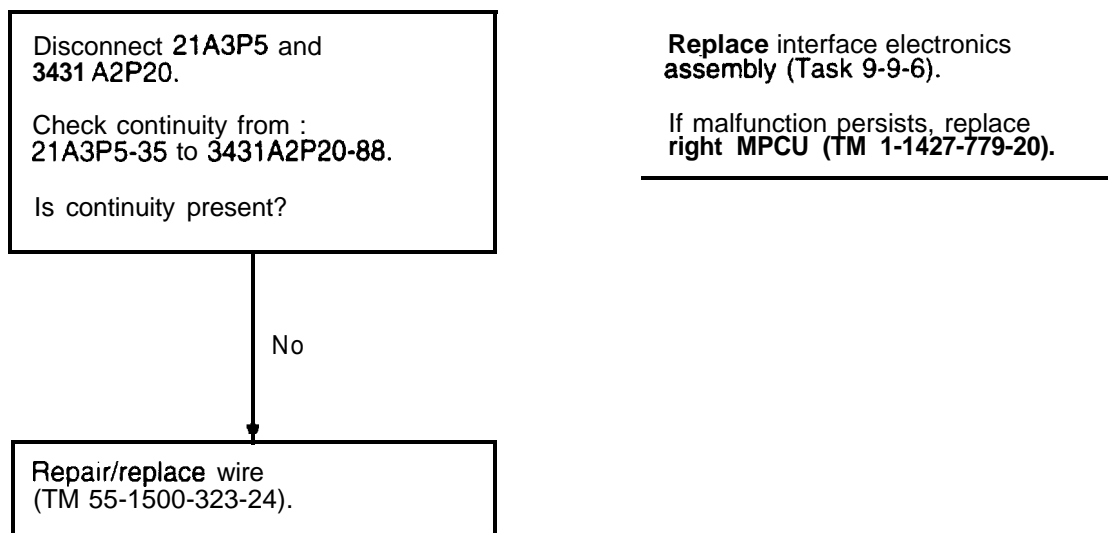 Disconnect 21A3P5 and
3431 A2P20.
Check continuity from :
21A3P5-35 to 3431A2P20-88.
Is continuity present?
No
Repair/replace wire
(TM 55-1500-323-24).
Replace interface electronics
assembly (Task 9-9-6).
If malfunction persists, replace
right MPCU (TM 1-1427-779-20).